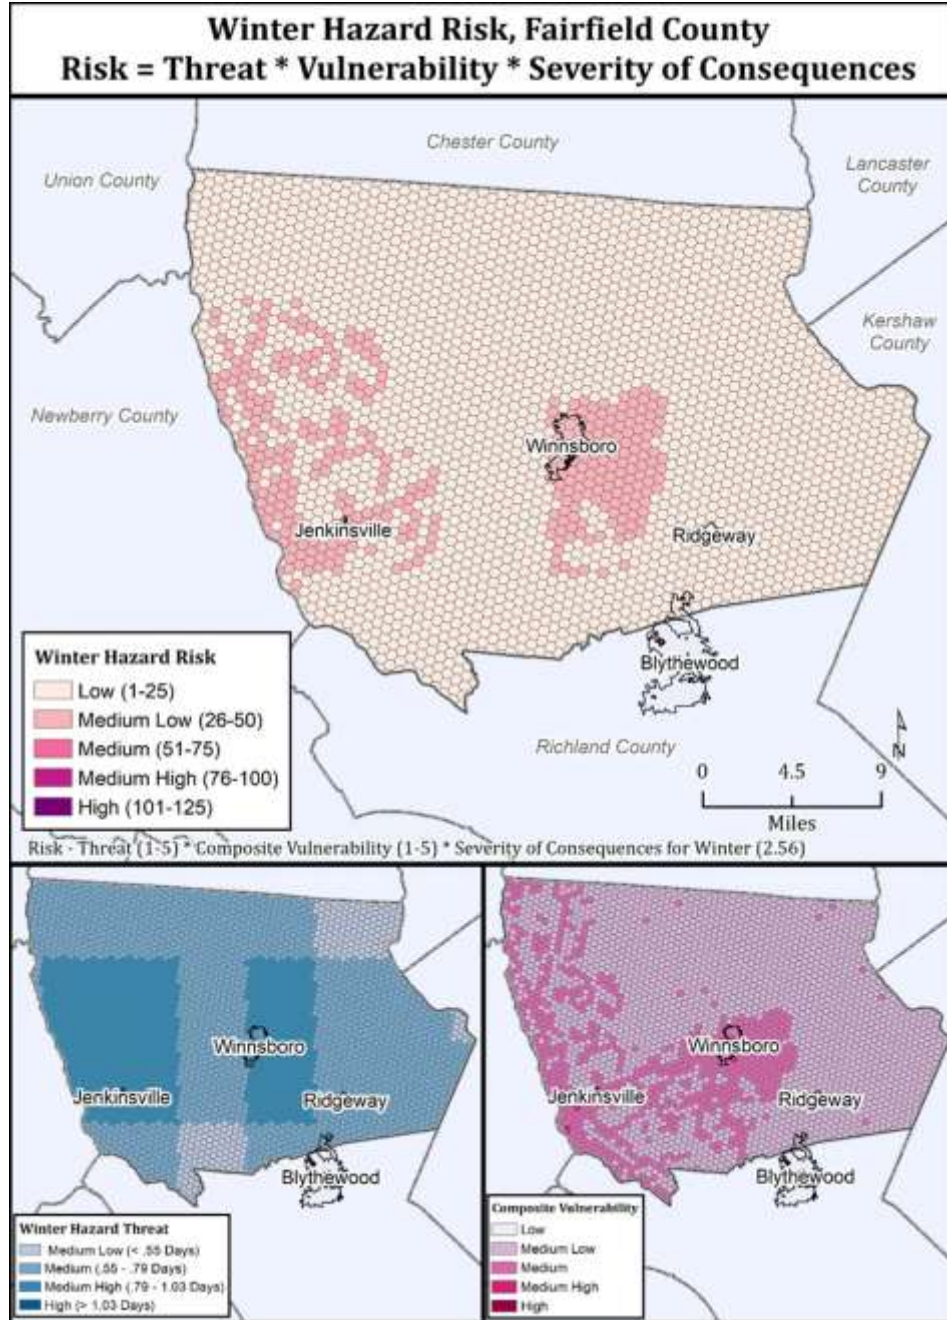 Winter Hazard Risk, Fairfield County
Risk = Threat * Vulnerability * Severity of Consequences
Chester County
Union County
Lancaster
County
Kershaw
County
Newberry County
Winnsboro
Jenkinsville
Ridgeway
Blythewood
Richland County
Winter Hazard Risk
Low (1-25)
Medium Low (26-50)
Medium (51-75)
Medium High (76-100)
High (101-125)
N
0 4.5 9
Miles
Risk - Threat (1-5) * Composite Vulnerability (1-5) * Severity of Consequences for Winter (2.56)
Winnsboro
Jenkinsville
Ridgeway
Blythewood
Winter Hazard Threat
Medium Low (< .55 Days)
Medium (.55 - .79 Days)
Medium High (.79 - 1.03 Days)
High (> 1.03 Days)
Winnsboro
Jenkinsville
Ridgeway
Blythewood
Composite Vulnerability
Low
Medium Low
Medium
Medium High
High